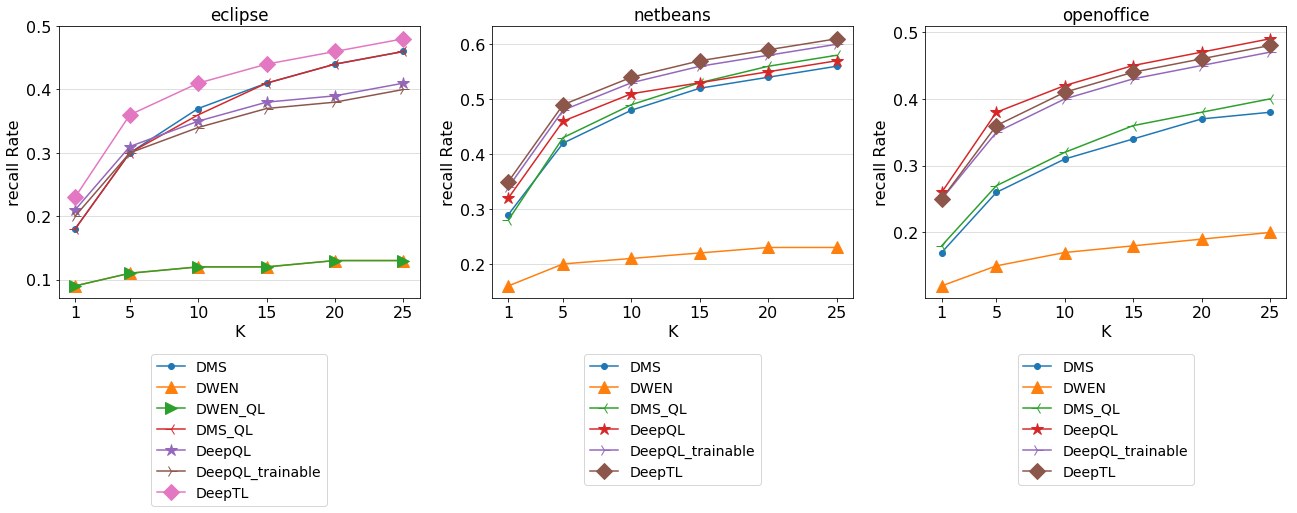 eclipse
recall Rate
0.5
0.4
0.3
0.2
0.1
1 5 10 15 20 25
K
DMS
DWEN
DWEN_QL
DMS_QL
DeepQL
DeepQL_trainable
DeepTL
netbeans
recall Rate
0.6
0.5
0.4
0.3
0.2
1 5 10 15 20 25
K
DMS
DWEN
DMS_QL
DeepQL
DeepQL_trainable
DeepTL
openoffice
recall Rate
0.5
0.4
0.3
0.2
1 5 10 15 20 25
K
DMS
DWEN
DMS_QL
DeepQL
DeepQL_trainable
DeepTL